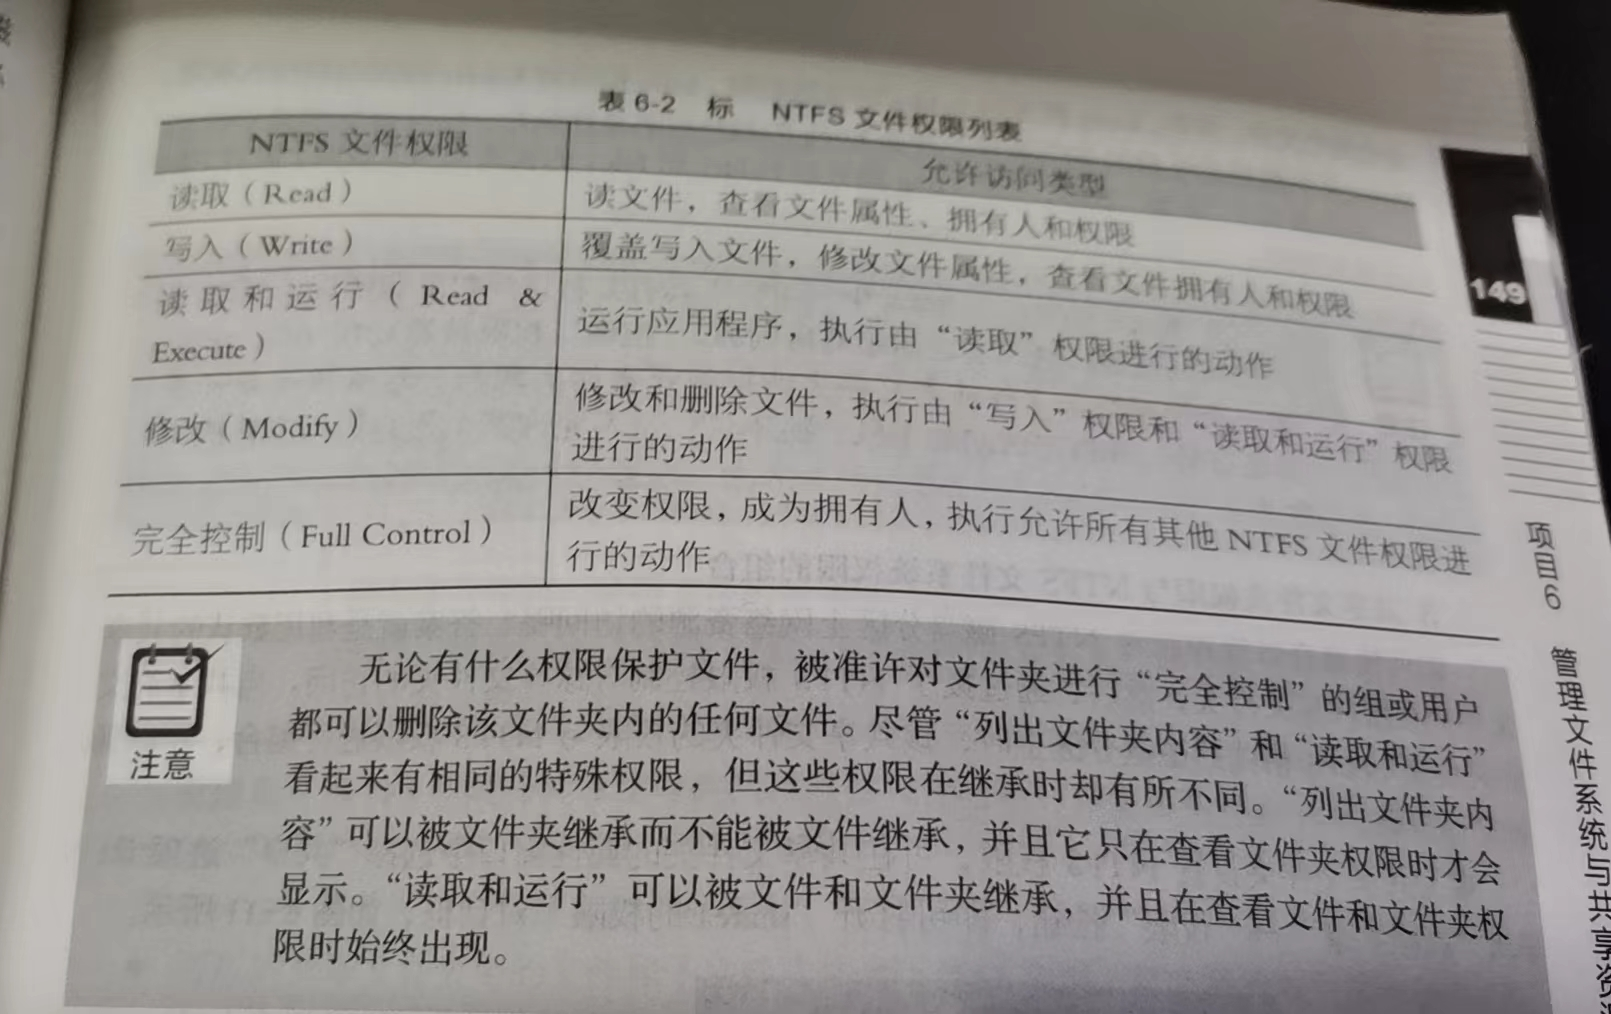 表 6-2 标 NTFS 文件权限列表
NTFS 文件权限
允许访问类型
读取（Read）
读文件，查看文件属性、拥有人和权限
写入（Write）
覆盖写入文件，修改文件属性，查看文件拥有人和权限
读取和运行（Read &
Execute）
运行应用程序，执行由“读取”权限进行的动作
修改（Modify）
修改和删除文件，执行由“写入”权限和“读取和运行”权限
进行的动作
完全控制（Full Control）
改变权限，成为拥有人，执行允许所有其他 NTFS 文件权限进
行的动作
注意
无论有什么权限保护文件，被准许对文件夹进行“完全控制”的组或用户
都可以删除该文件夹内的任何文件。尽管“列出文件夹内容”和“读取和运行”
看起来有相同的特殊权限，但这些权限在继承时却有所不同。“列出文件夹内
容”可以被文件夹继承而不能被文件继承，并且它只在查看文件夹权限时才会
显示。“读取和运行”可以被文件和文件夹继承，并且在查看文件和文件夹权
限时始终出现。
149
项目6 管理文件系统与共享资